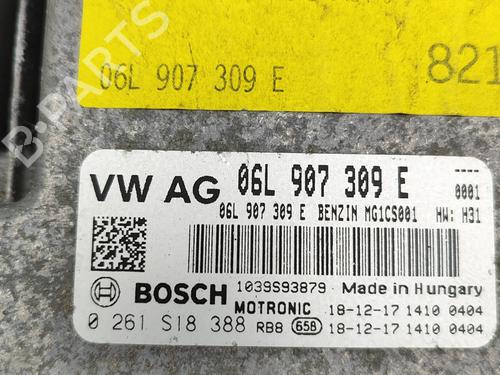 B-PARTS
06L 907 309 E
821
VW AG 06L 907 309 E
----
0001
06L 907 309 E BENZIN MG1CS001 HW: H31
1039S93879 Made in Hungary
BOSCH MOTRONIC 18-12-17 1410 0404
0 261 S18 388 RBB 658 18-12-17 1410 0404